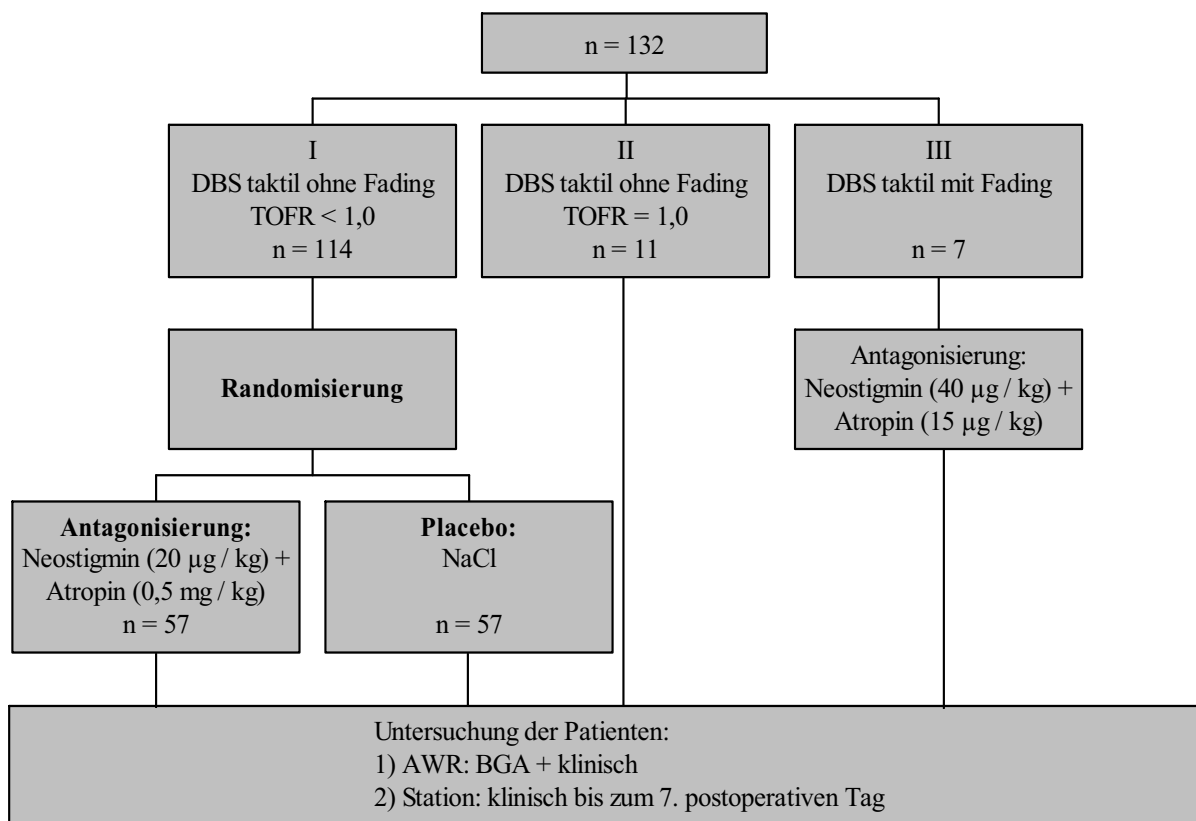 n = 132
I
DBS taktil ohne Fading
TOFR < 1,0
n = 114
II
DBS taktil ohne Fading
TOFR = 1,0
n = 11
III
DBS taktil mit Fading
n = 7
Randomisierung
Antagonisierung:
Neostigmin (40 µg / kg) +
Atropin (15 µg / kg)
Antagonisierung:
Neostigmin (20 µg / kg) +
Atropin (0,5 mg / kg)
n = 57
Placebo:
NaCl
n = 57
Untersuchung der Patienten:
1) AWR: BGA + klinisch
2) Station: klinisch bis zum 7. postoperativen Tag